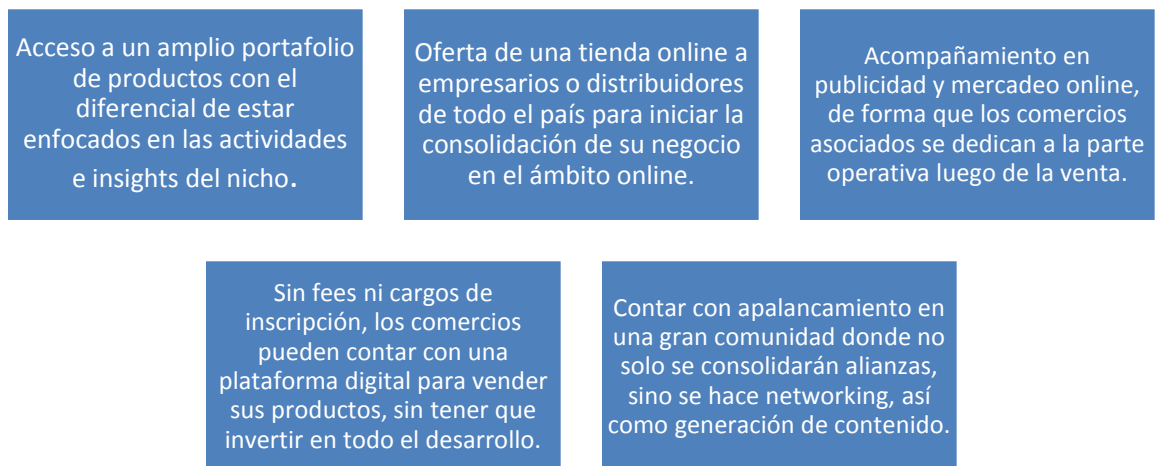 Acceso a un amplio portafolio
de productos con el
diferencial de estar
enfocados en las actividades
e insights del nicho.
Oferta de una tienda online a
empresarios o distribuidores
de todo el país para iniciar la
consolidación de su negocio
en el ámbito online.
Acompañamiento en
publicidad y mercadeo online,
de forma que los comercios
asociados se dedican a la parte
operativa luego de la venta.
Sin fees ni cargos de
inscripción, los comercios
pueden contar con una
plataforma digital para vender
sus productos, sin tener que
invertir en todo el desarrollo.
Contar con apalancamiento en
una gran comunidad donde no
solo se consolidarán alianzas,
sino se hace networking, así
como generación de contenido.